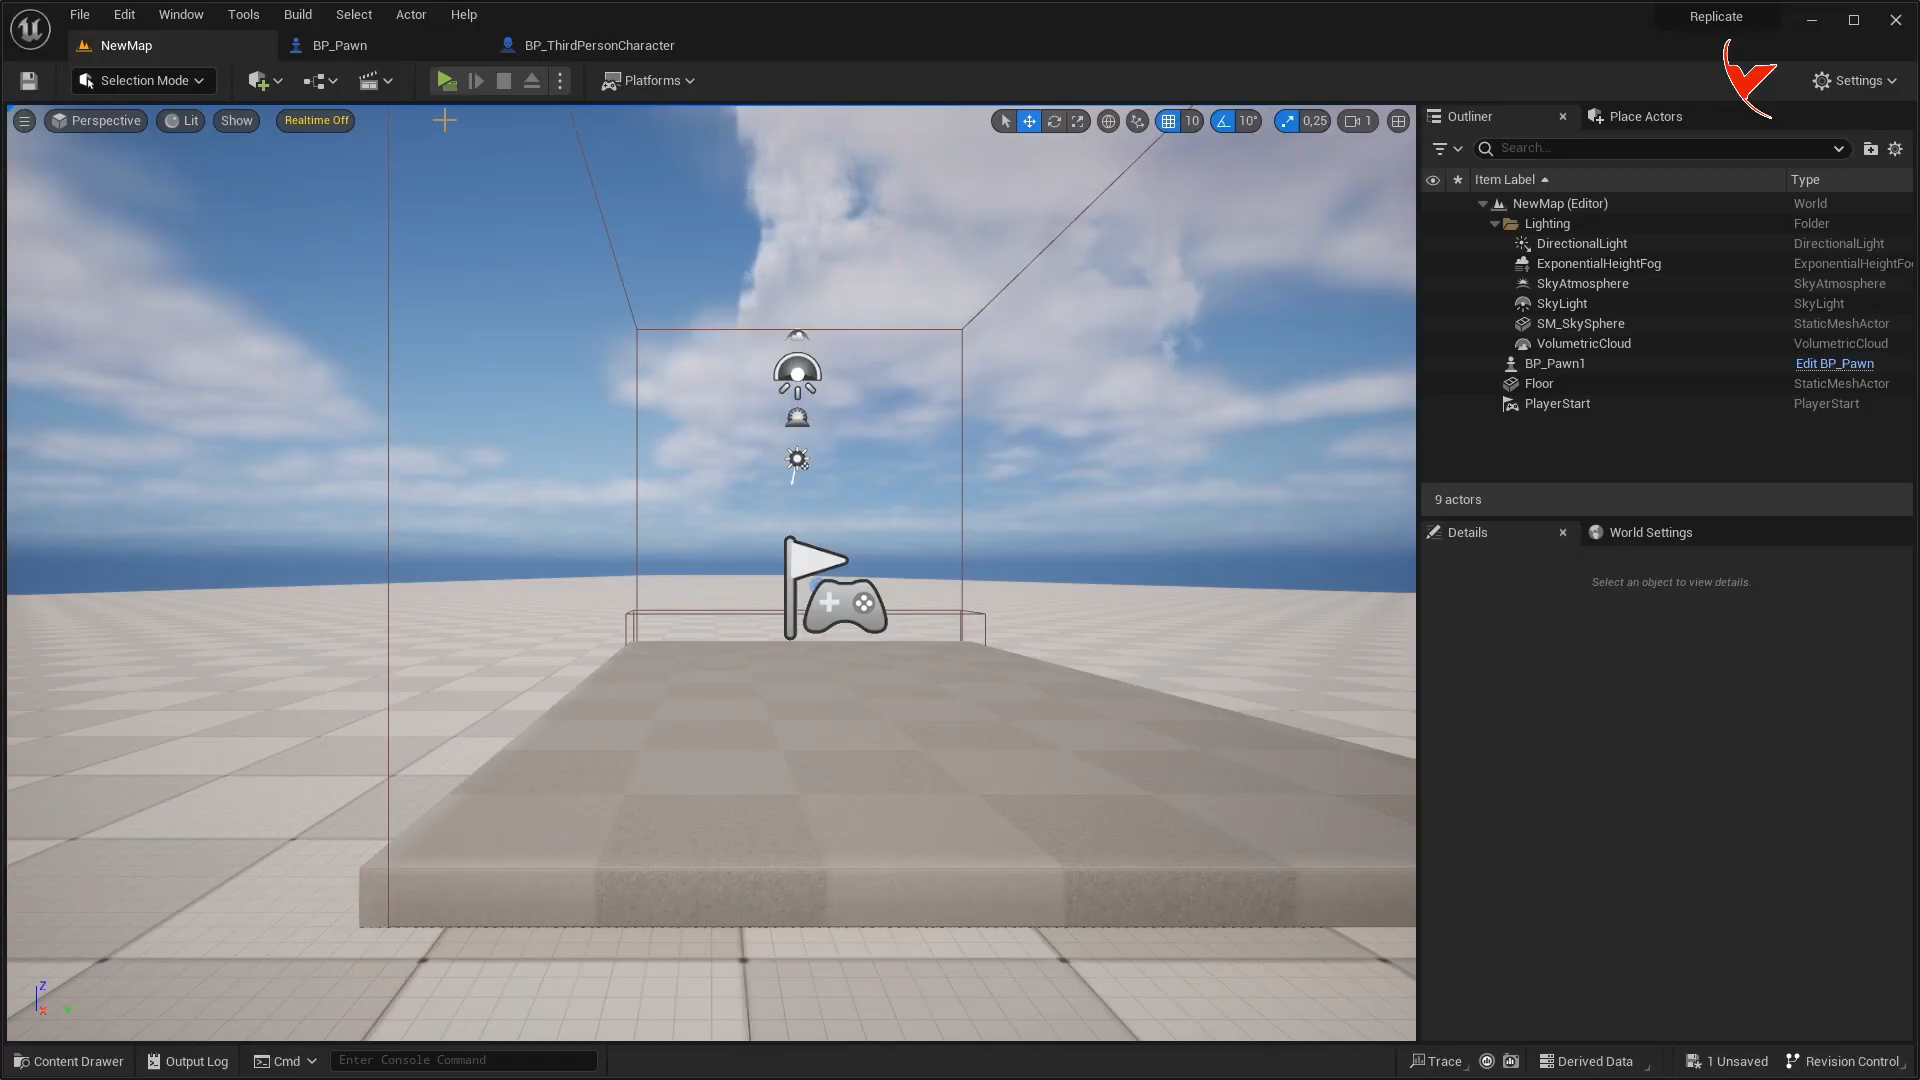 File Edit Window Tools Build Select Actor Help
Replicate
NewMap BP_Pawn BP_ThirdPersonCharacter
Selection Mode Platforms Settings
Perspective Lit Show Realtime Off 10 10° 0,25 1
Outliner Place Actors
Search...
Item Label Type
NewMap (Editor) World
Lighting Folder
DirectionalLight DirectionalLight
ExponentialHeightFog ExponentialHeightFo
SkyAtmosphere SkyAtmosphere
SkyLight SkyLight
SM_SkySphere StaticMeshActor
VolumetricCloud VolumetricCloud
BP_Pawn1 Edit BP_Pawn
Floor StaticMeshActor
PlayerStart PlayerStart
9 actors
Details World Settings
Select an object to view details.
Z
X Y
Content Drawer Output Log Cmd Enter Console Command Trace Derived Data 1 Unsaved Revision Control